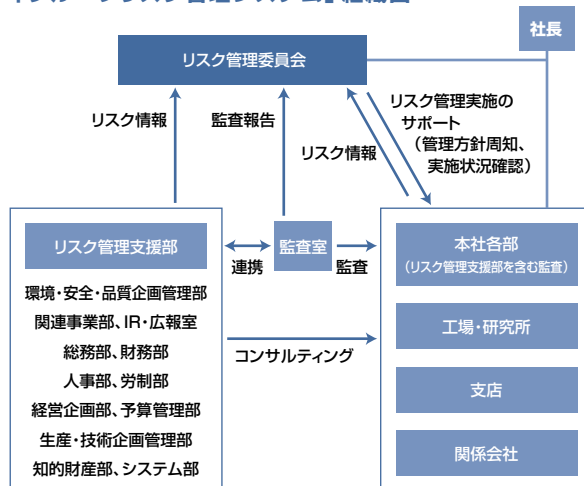 社長
リスク管理委員会
リスク情報
監査報告
リスク情報
リスク管理実施の
サポート
（管理方針周知、
実施状況確認）
リスク管理支援部
環境・安全・品質企画管理部
関連事業部、IR・広報室
総務部、財務部
人事部、労制部
経営企画部、予算管理部
生産・技術企画管理部
知的財産部、システム部
監査室
連携
監査
コンサルティング
本社各部
（リスク管理支援部を含む監査）
工場・研究所
支店
関係会社